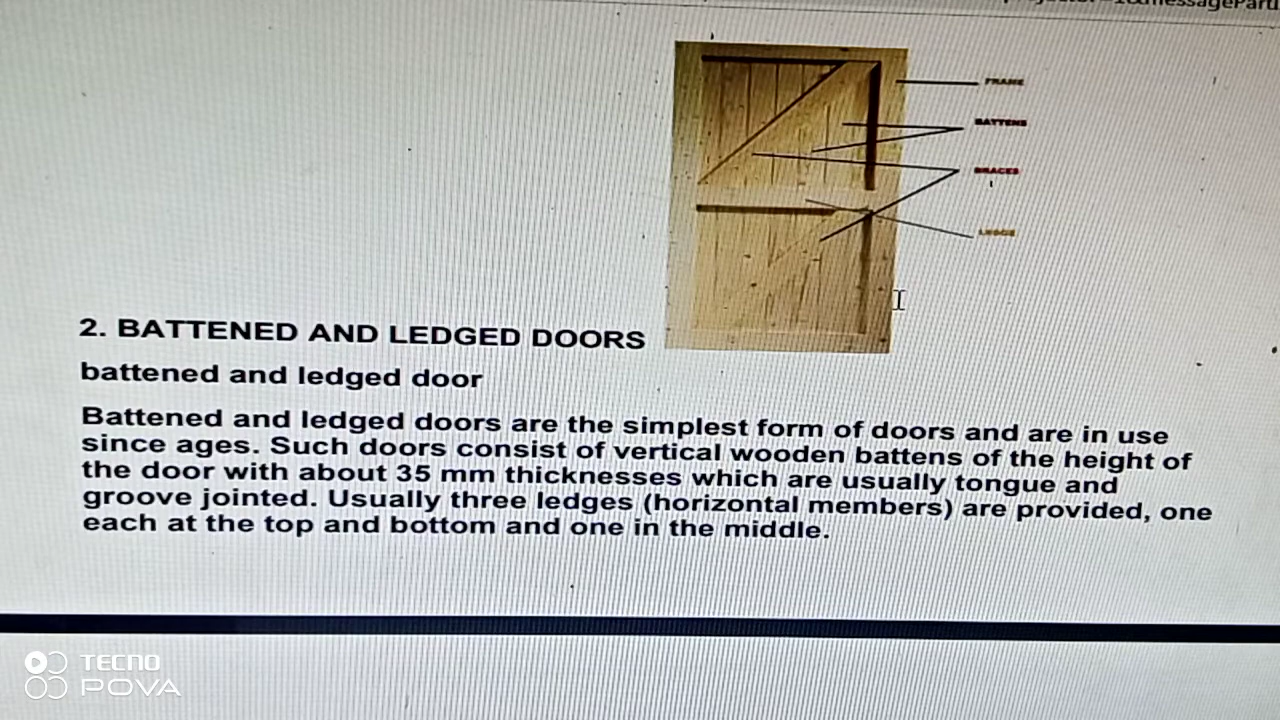 FRAME
BATTENS
BRACES
LEDGE
2. BATTENED AND LEDGED DOORS
battened and ledged door
Battened and ledged doors are the simplest form of doors and are in use
since ages. Such doors consist of vertical wooden battens of the height of
the door with about 35 mm thicknesses which are usually tongue and
groove jointed. Usually three ledges (horizontal members) are provided, one
each at the top and bottom and one in the middle.
TECNO
POVA